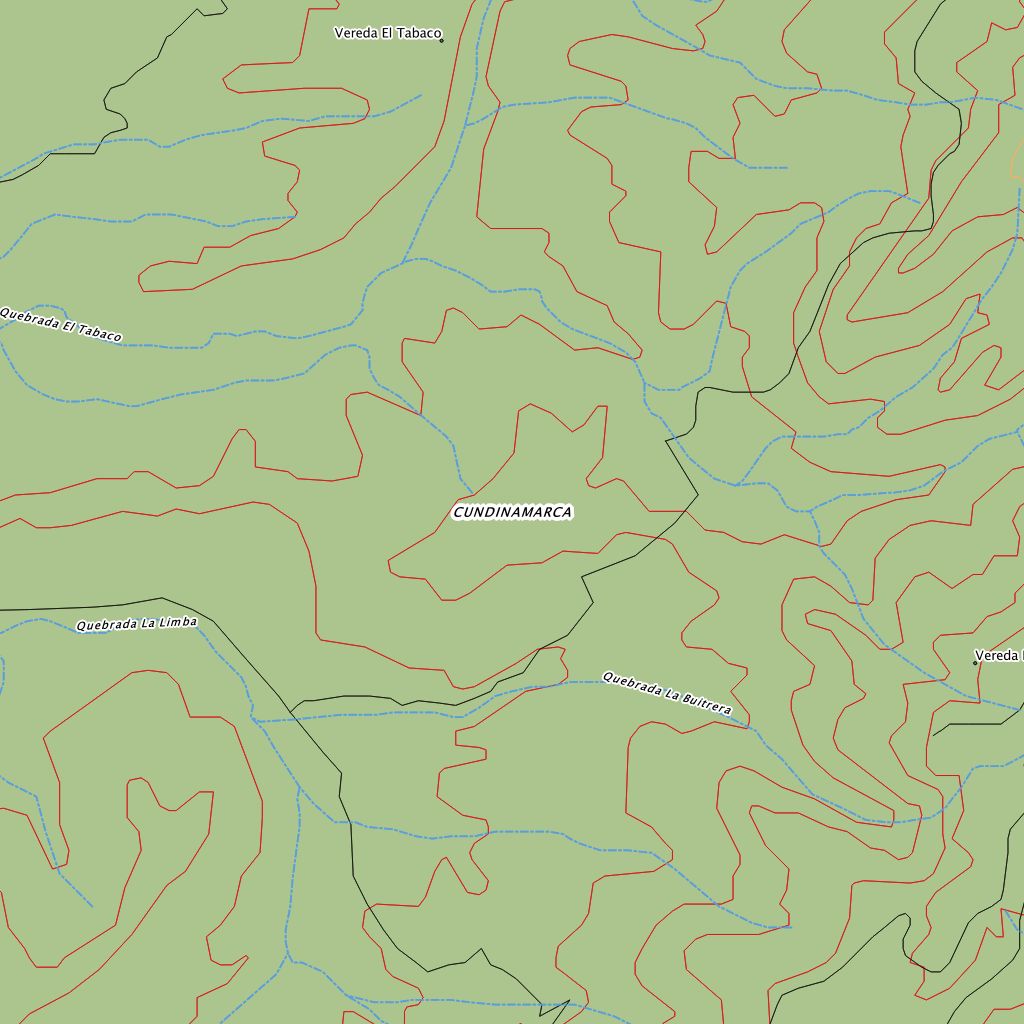 Vereda El Tabaco
Quebrada El Tabaco
CUNDINAMARCA
Quebrada La Limba
Vereda
Quebrada La Buitrera